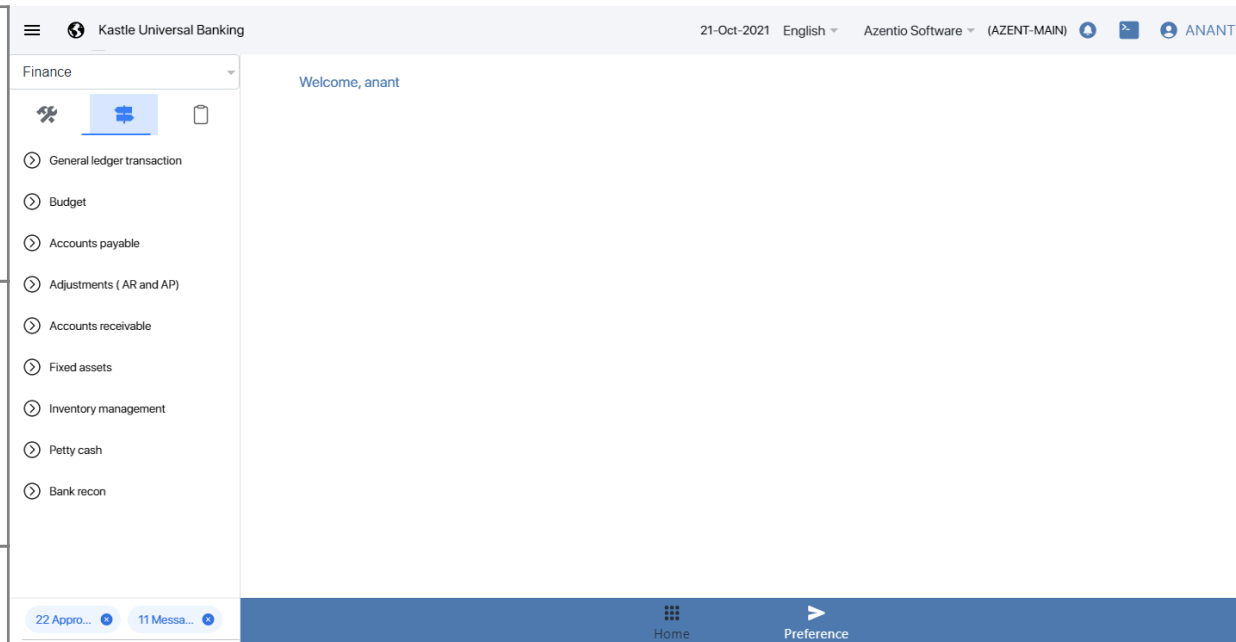 Kastle Universal Banking 21-Oct-2021 English Azentio Software (AZENT-MAIN) ANANT
Finance
Welcome, anant
General ledger transaction
Budget
Accounts payable
Adjustments ( AR and AP)
Accounts receivable
Fixed assets
Inventory management
Petty cash
Bank recon
22 Appro... 11 Messa...
Home Preference